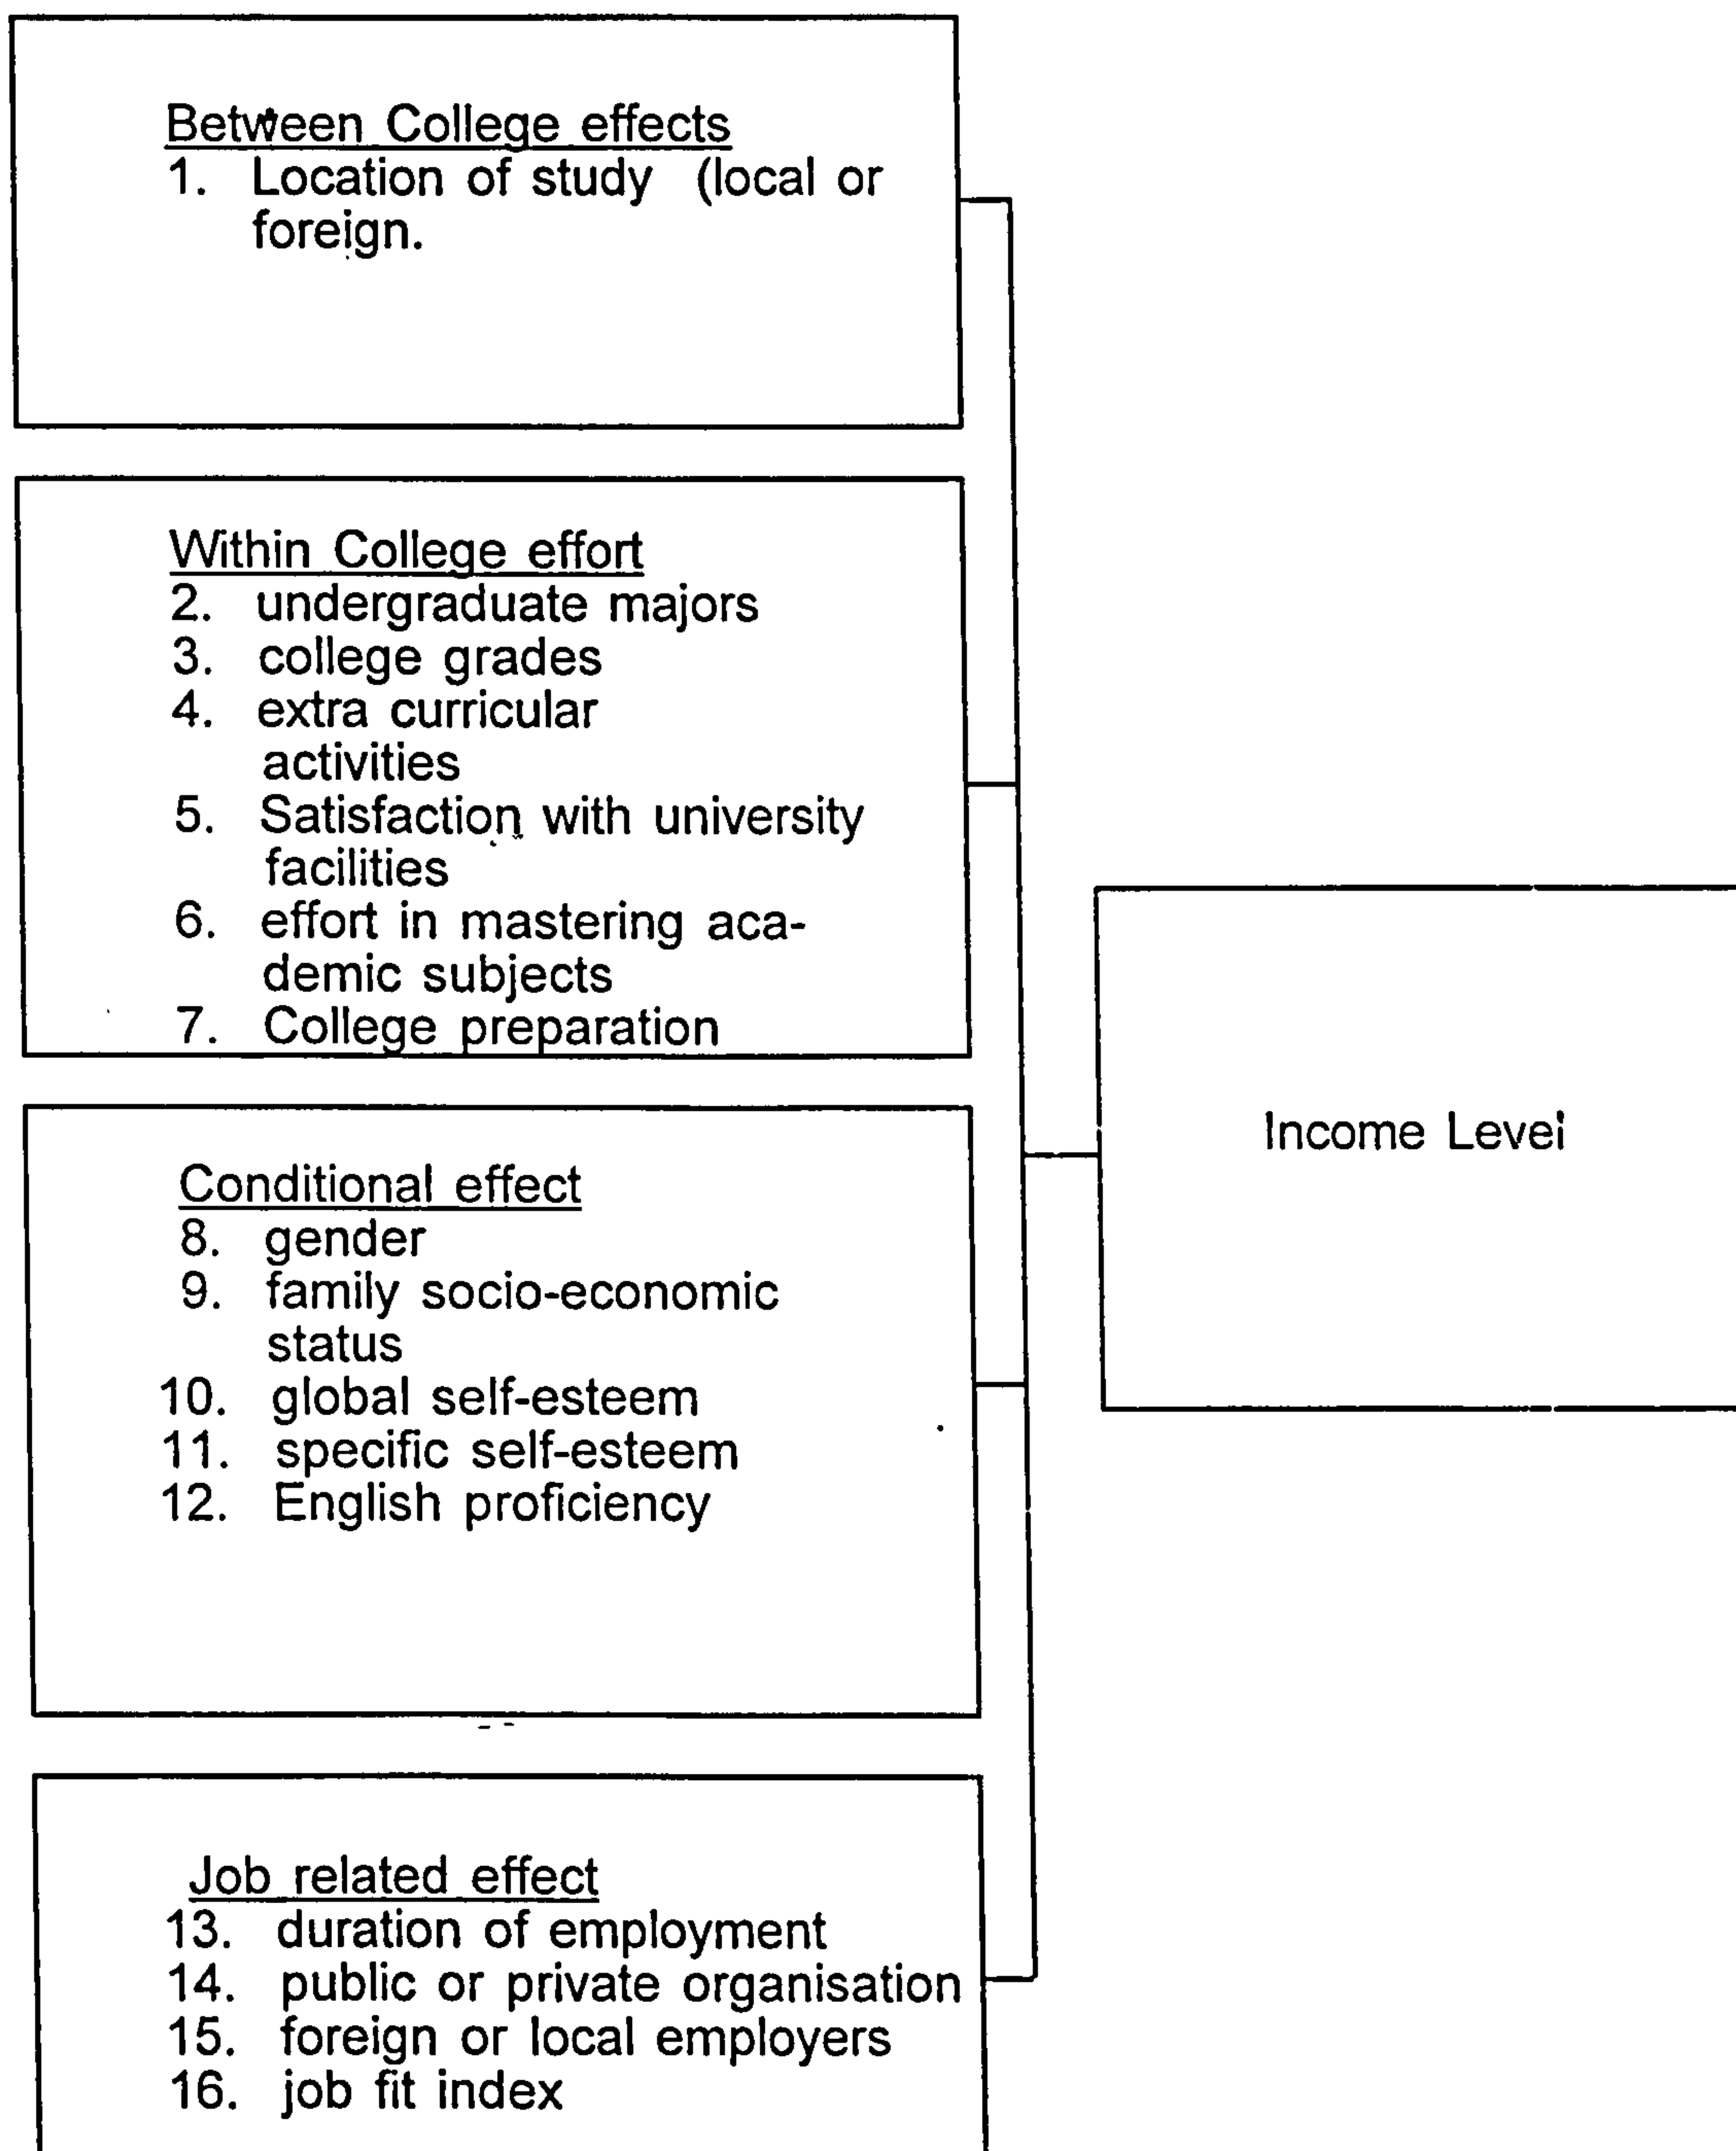 Between College effects
1. Location of study (local or
foreign.
Within College effort
2. undergraduate majors
3. college grades
4. extra curricular
activities
5. Satisfaction with university
facilities
6. effort in mastering aca-
demic subjects
7. College preparation
Conditional effect
8. gender
9. family socio-economic
status
10. global self-esteem
11. specific self-esteem
12. English proficiency
Job related effect
13. duration of employment
14. public or private organisation
15. foreign or local employers
16. job fit index
Income Level